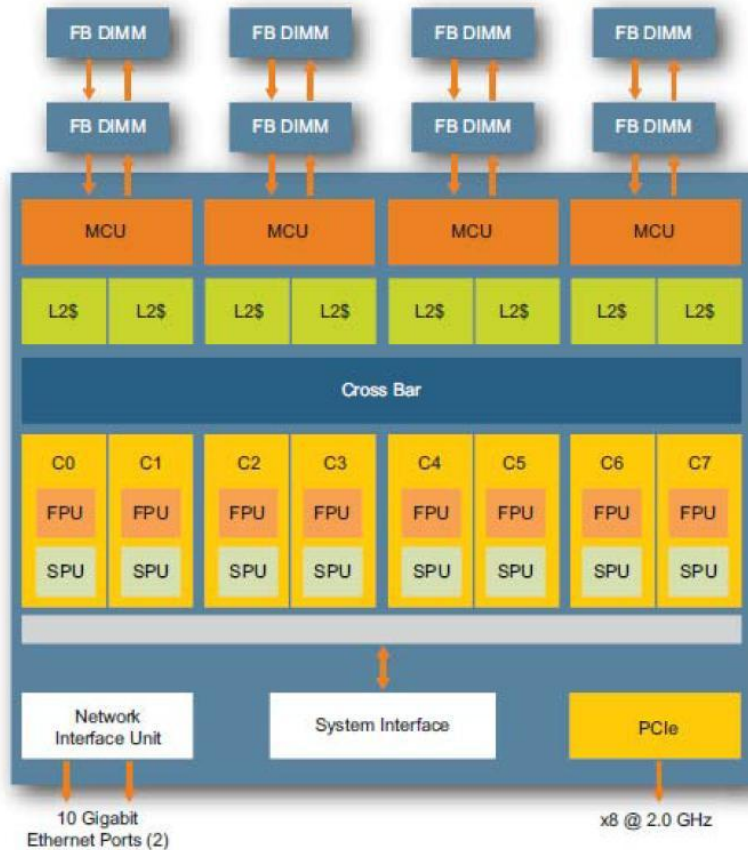 FB DIMM FB DIMM FB DIMM FB DIMM
FB DIMM FB DIMM FB DIMM FB DIMM
MCU MCU MCU MCU
L2$ L2$ L2$ L2$ L2$ L2$ L2$ L2$
Cross Bar
C0 C1 C2 C3 C4 C5 C6 C7
FPU FPU FPU FPU FPU FPU FPU FPU
SPU SPU SPU SPU SPU SPU SPU SPU
Network
Interface Unit
System Interface
PCIe
10 Gigabit
Ethernet Ports (2)
x8 @ 2.0 GHz